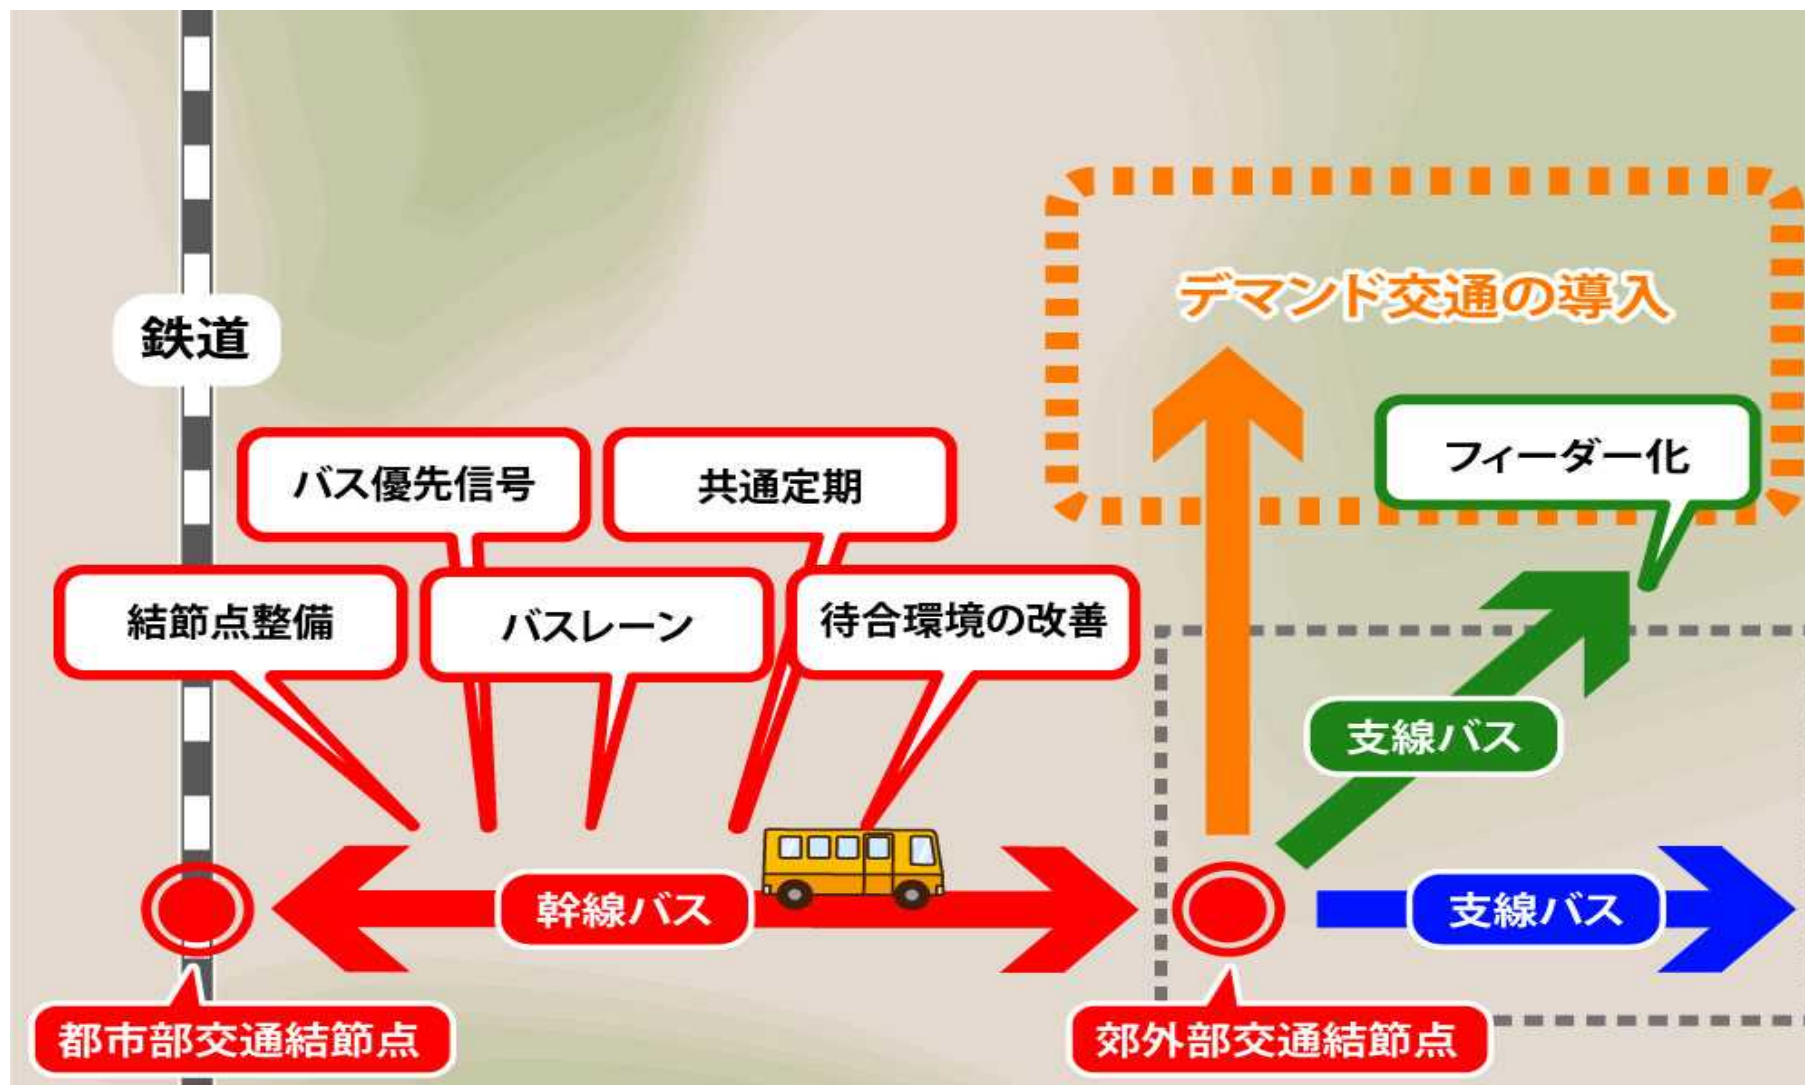 デマンド交通の導入
鉄道
フィーダー化
バス優先信号
共通定期
結節点整備
バスレーン
待合環境の改善
支線バス
幹線バス
支線バス
都市部交通結節点
郊外部交通結節点